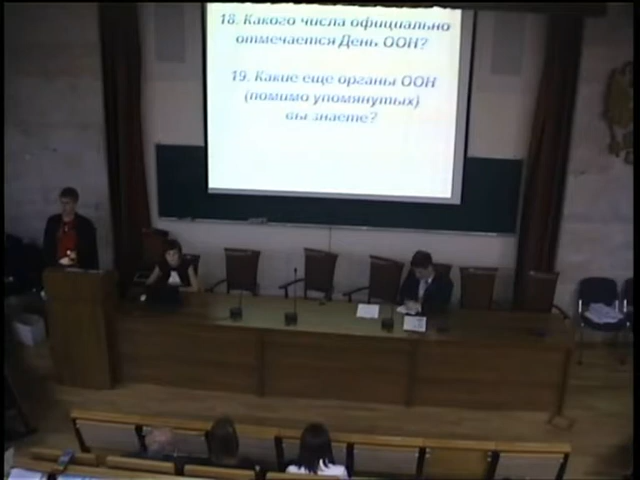 18. Какого числа официально
отмечается День ООН?
19. Какие еще органы ООН
(помимо упомянутых)
вы знаете?